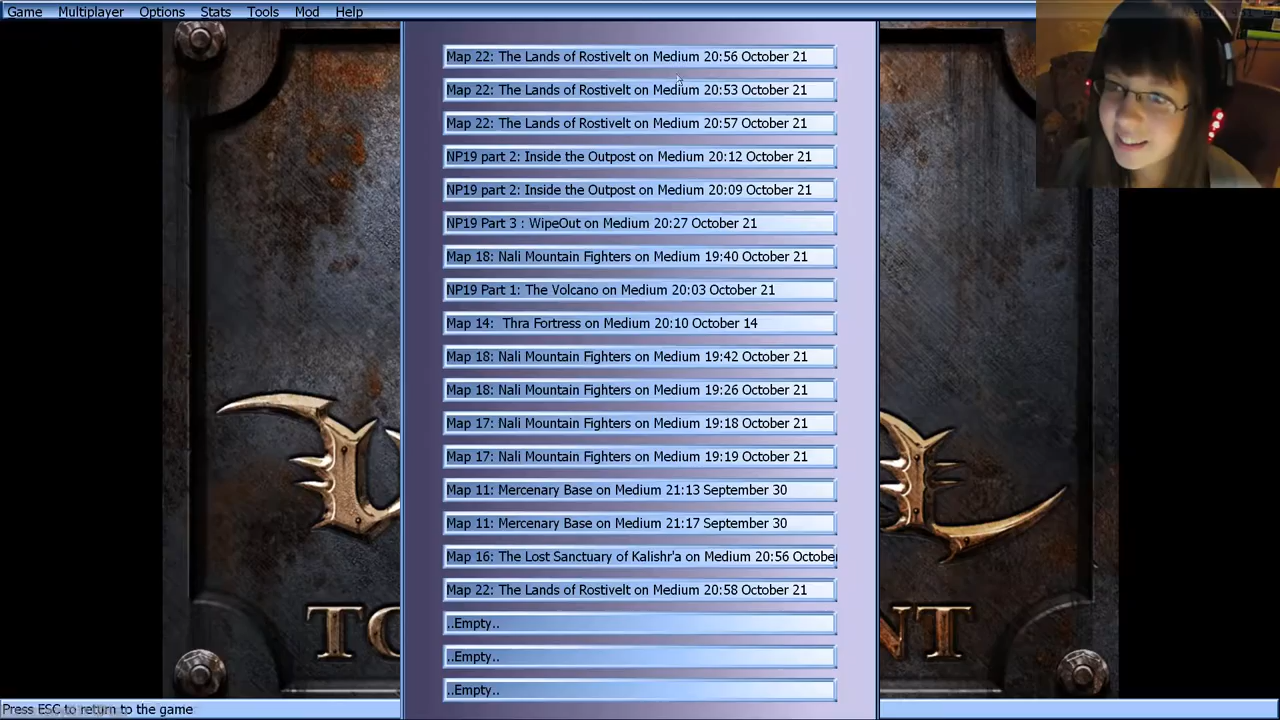 Game Multiplayer Options Stats Tools Mod Help
Map 22: The Lands of Rostivelt on Medium 20:56 October 21
Map 22: The Lands of Rostivelt on Medium 20:53 October 21
Map 22: The Lands of Rostivelt on Medium 20:57 October 21
NP19 part 2: Inside the Outpost on Medium 20:12 October 21
NP19 part 2: Inside the Outpost on Medium 20:09 October 21
NP19 Part 3 : WipeOut on Medium 20:27 October 21
Map 18: Nali Mountain Fighters on Medium 19:40 October 21
NP19 Part 1: The Volcano on Medium 20:03 October 21
Map 14:  Thra Fortress on Medium 20:10 October 14
Map 18: Nali Mountain Fighters on Medium 19:42 October 21
Map 18: Nali Mountain Fighters on Medium 19:26 October 21
Map 17: Nali Mountain Fighters on Medium 19:18 October 21
Map 17: Nali Mountain Fighters on Medium 19:19 October 21
Map 11: Mercenary Base on Medium 21:13 September 30
Map 11: Mercenary Base on Medium 21:17 September 30
Map 16: The Lost Sanctuary of Kalishr'a on Medium 20:56 October
Map 22: The Lands of Rostivelt on Medium 20:58 October 21
..Empty..
..Empty..
..Empty..
Press ESC to return to the game